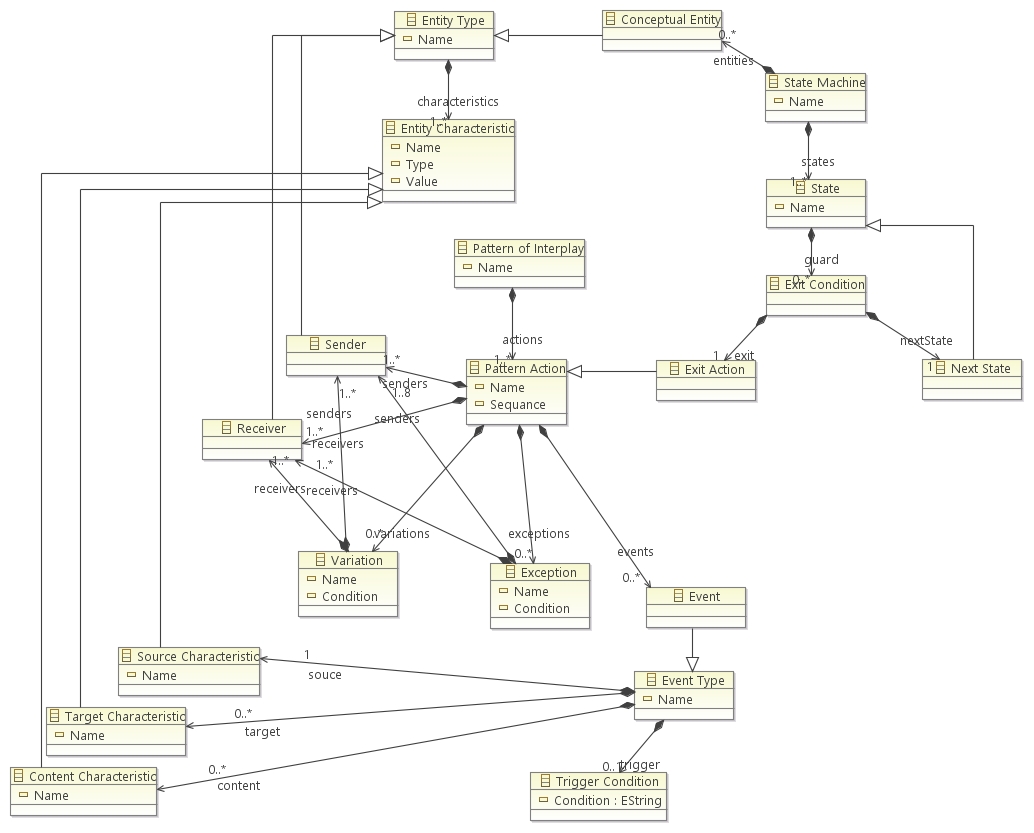 Entity Type
Name
Conceptual Entity
0..*
entities
State Machine
Name
characteristics
1..*
Entity Characteristic
Name
Type
Value
states
1..*
State
Name
guard
0..*
Exit Condition
Pattern of Interplay
Name
actions
1..*
nextState
1
Next State
1
exit
Exit Action
Pattern Action
Name
Sequance
Sender
1..*
senders
1..8
1..*
senders
senders
Receiver
1..*
receivers
1..*
1..*
receivers
receivers
0..*
variations
exceptions
0..*
events
0..*
Variation
Name
Condition
Exception
Name
Condition
Event
Source Characteristic
Name
1
souce
Event Type
Name
Target Characteristic
Name
0..*
target
Content Characteristic
Name
0..*
content
trigger
Trigger Condition
Condition : EString